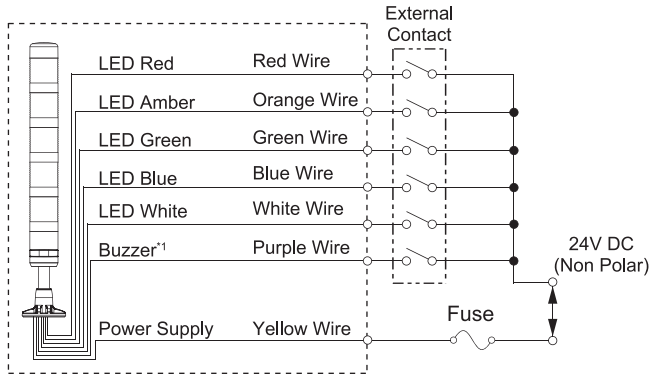 External
Contact
LED Red Red Wire
LED Amber Orange Wire
LED Green Green Wire
LED Blue Blue Wire
LED White White Wire
Buzzer*1 Purple Wire
24V DC
(Non Polar)
Fuse
Power Supply Yellow Wire